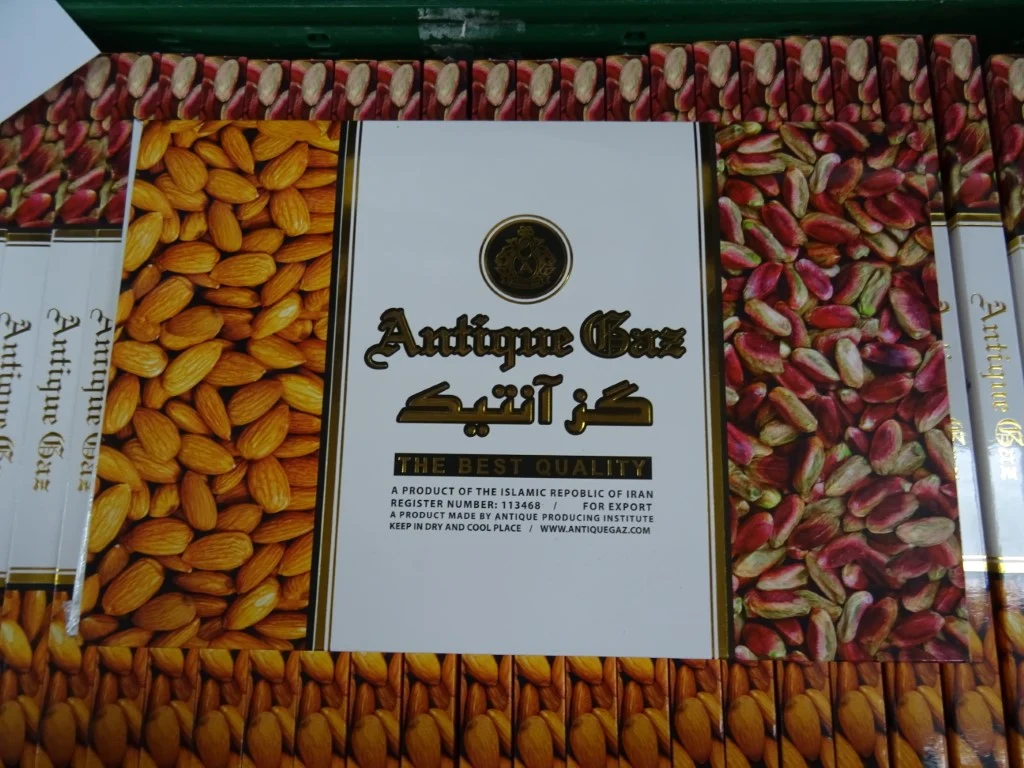 Antique Gaz
گز آنتیک
THE BEST QUALITY
A PRODUCT OF THE ISLAMIC REPOBLIC OF IRAN
REGISTER NUMBER: 113468 / FOR EXPORT
A PRODUCT MADE BY ANTIQUE PRODUCING INSTITUTE
KEEP IN DRY AND COOL PLACE / WWW.ANTIQUEGAZ.COM
Antique Gaz
Antique Gaz
Antique Gaz
Gaz
Antique Gaz